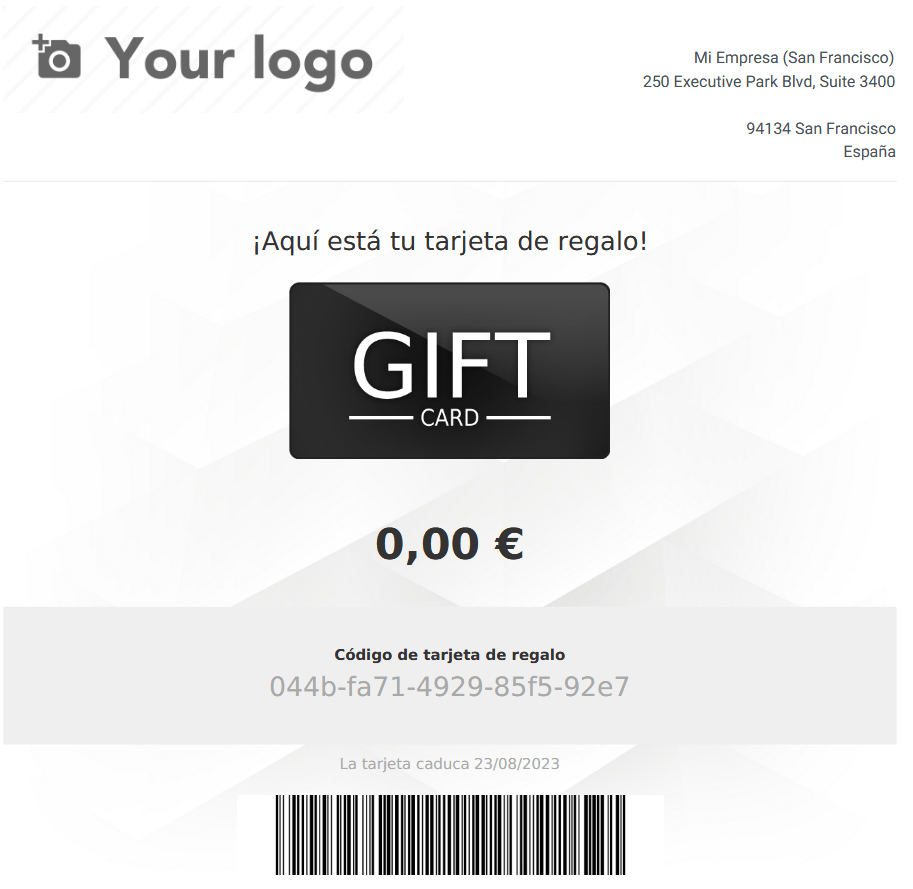 Your logo
Mi Empresa (San Francisco)
250 Executive Park Blvd, Suite 3400
94134 San Francisco
España
¡Aquí está tu tarjeta de regalo!
GIFT
CARD
0,00 €
Código de tarjeta de regalo
044b-fa71-4929-85f5-92e7
La tarjeta caduca 23/08/2023